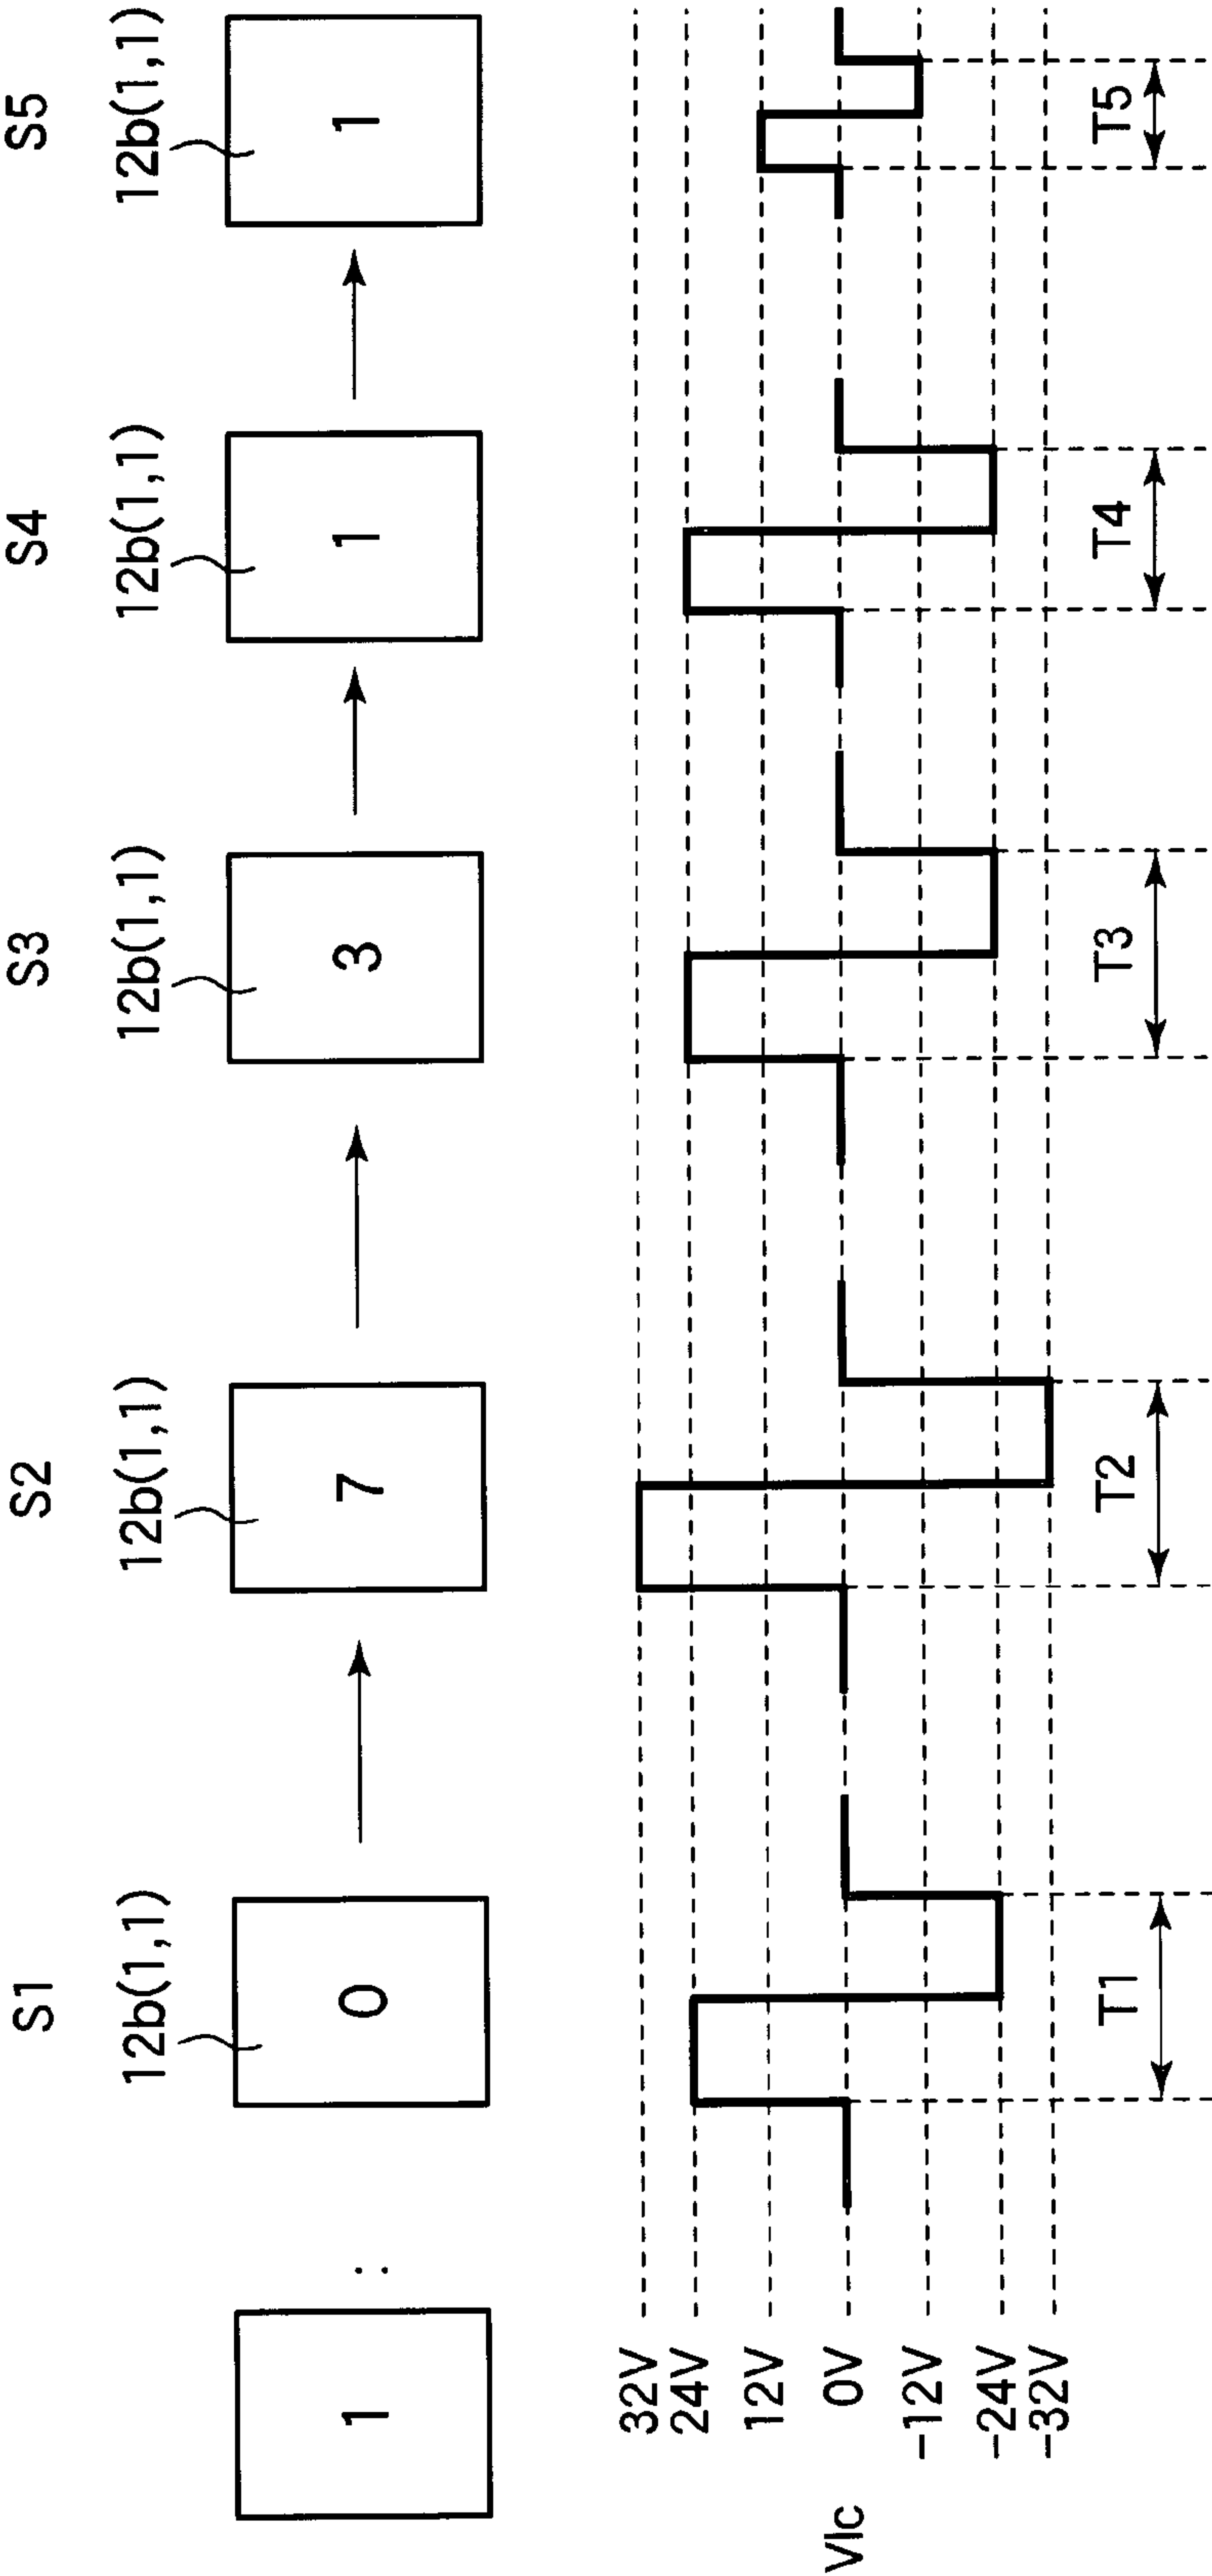 S1 S2 S3 S4 S5
12b(1,1) 12b(1,1) 12b(1,1) 12b(1,1) 12b(1,1)
1 : 0 7 3 1 1
32V
24V
12V
Vlc 0V
-12V
-24V
-32V
T1 T2 T3 T4 T5